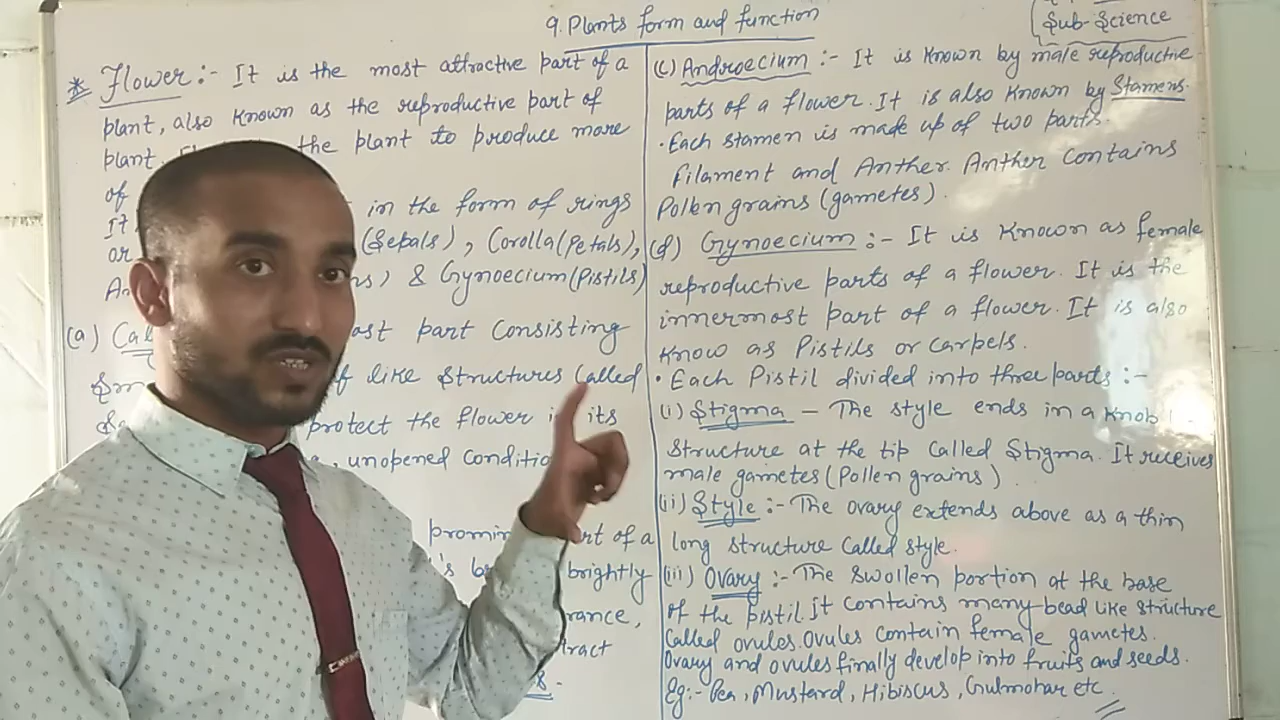 9. Plants form and function
Sub- Science
* Flower :- It is the most attractive part of a
plant, also known as the reproductive part of
plant. the plant to produce more
of
It in the form of rings
or (Sepals), Corolla (Petals),
& Gynoecium (Pistils)
(a) part consisting
like structures called
protect the flower its
, unopened
of a
brightly
(c) Androecium :- It is known by male reproductive
parts of a flower. It is also known by Stamens.
• Each stamen is made up of two parts.
Filament and Anther. Anther contains
Pollen grains (gametes).
(d) Gynoecium :- It is known as female
reproductive parts of a flower. It is the
innermost part of a flower. It is also
know as Pistils or carpels.
• Each Pistil divided into three parts :-
(i) Stigma - The style ends in a knob
structure at the tip called Stigma. It receives
male gametes (Pollen grains).
(ii) Style :- The ovary extends above as a thin
long structure called style.
(iii) Ovary :- The swollen portion at the base
of the pistil. It contains many bead like structure
called ovules. Ovules contain female gametes.
Ovary and ovules finally develop into fruits and seeds.
Eg:- Pea, Mustard, Hibiscus, Gulmohar etc.